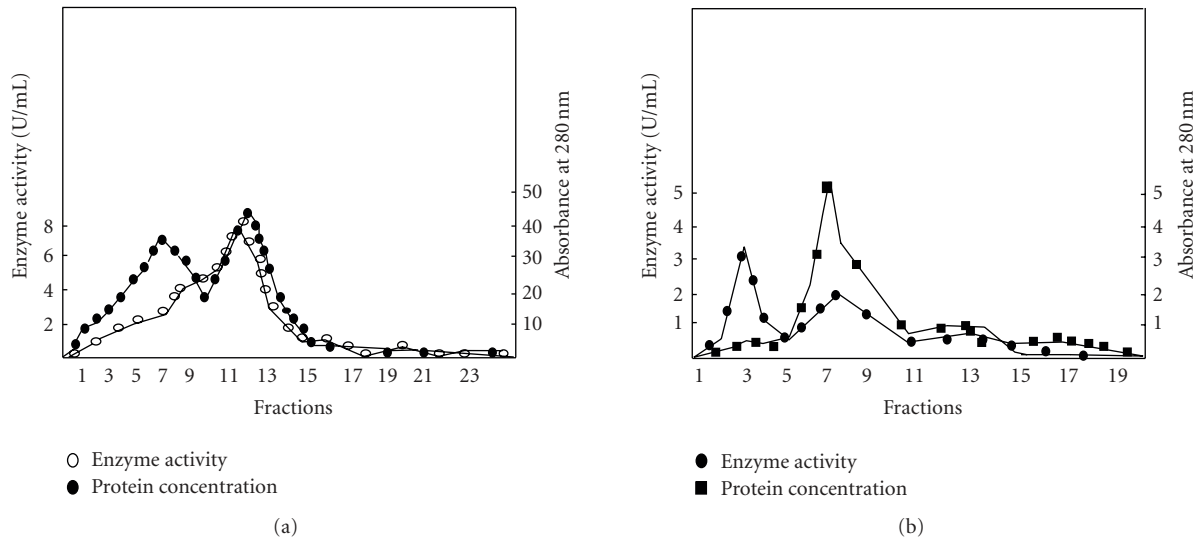 Enzyme activity (U/mL)
8
6
4
2
50
40
30
20
10
Absorbance at 280 nm
1 3 5 7 9 11 13 15 17 19 21 23
Fractions
Enzyme activity
Protein concentration
(a)
Enzyme activity (U/mL)
5
4
3
2
1
5
4
3
2
1
Absorbance at 280 nm
1 3 5 7 9 11 13 15 17 19
Fractions
Enzyme activity
Protein concentration
(b)